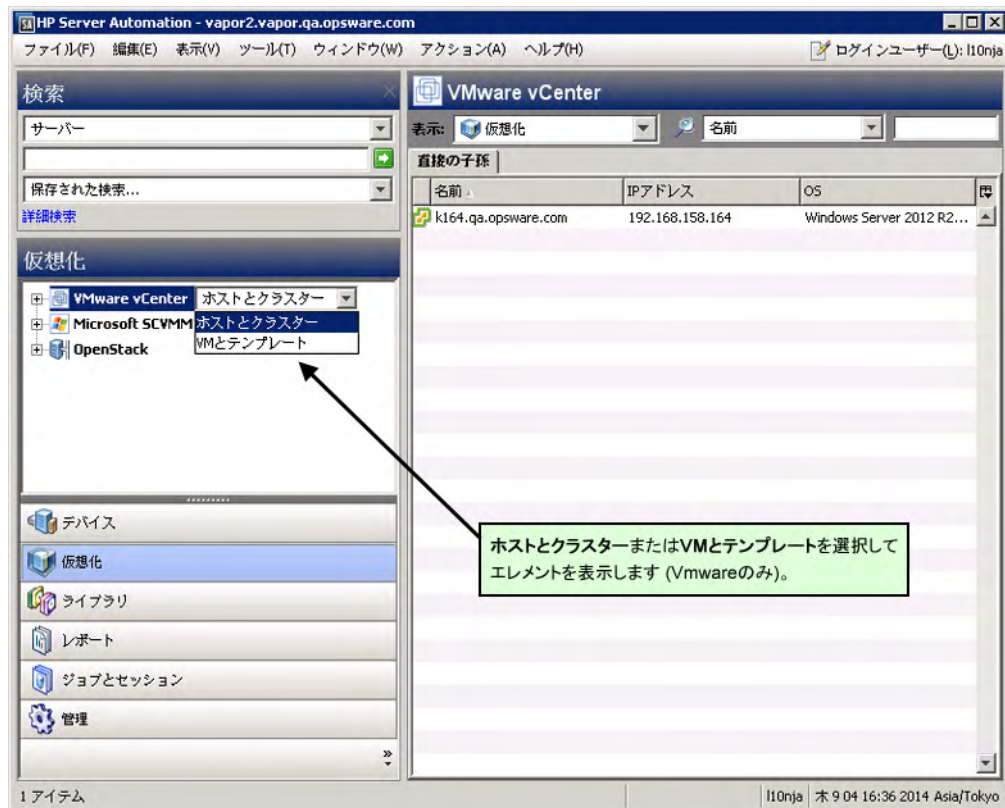 HP Server Automation - vapor2.vapor.qa.opsware.com
ファイル(F) 編集(E) 表示(V) ツール(T) ウィンドウ(W) アクション(A) ヘルプ(H) ログインユーザー(L): l10nja
検索
サーバー
保存された検索...
詳細検索
仮想化
VMware vCenter ホストとクラスター
Microsoft SCVMM ホストとクラスター
OpenStack VMとテンプレート
デバイス
仮想化
ライブラリ
レポート
ジョブとセッション
管理
VMware vCenter
表示: 仮想化 名前
直接の子孫
名前 IPアドレス OS
k164.qa.opsware.com 192.168.158.164 Windows Server 2012 R2...
ホストとクラスターまたはVMとテンプレートを選択して
エレメントを表示します (Vmwareのみ)。
1 アイテム l10nja 木 9 04 16:36 2014 Asia/Tokyo